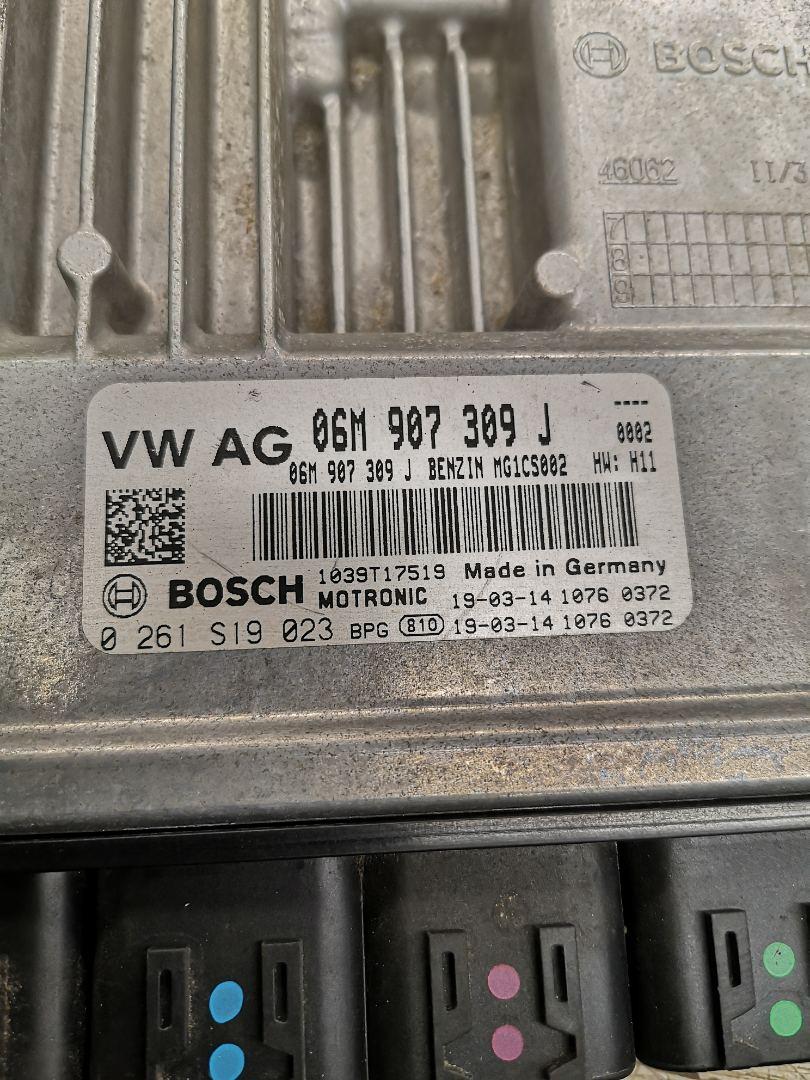 BOSCH
46062 11/3
7
8
9
VW AG 06M 907 309 J ----
0002
06M 907 309 J BENZIN MG1CS002 HW: H11
1039T17519 Made in Germany
BOSCH MOTRONIC 19-03-14 1076 0372
0 261 S19 023 BPG 810 19-03-14 1076 0372